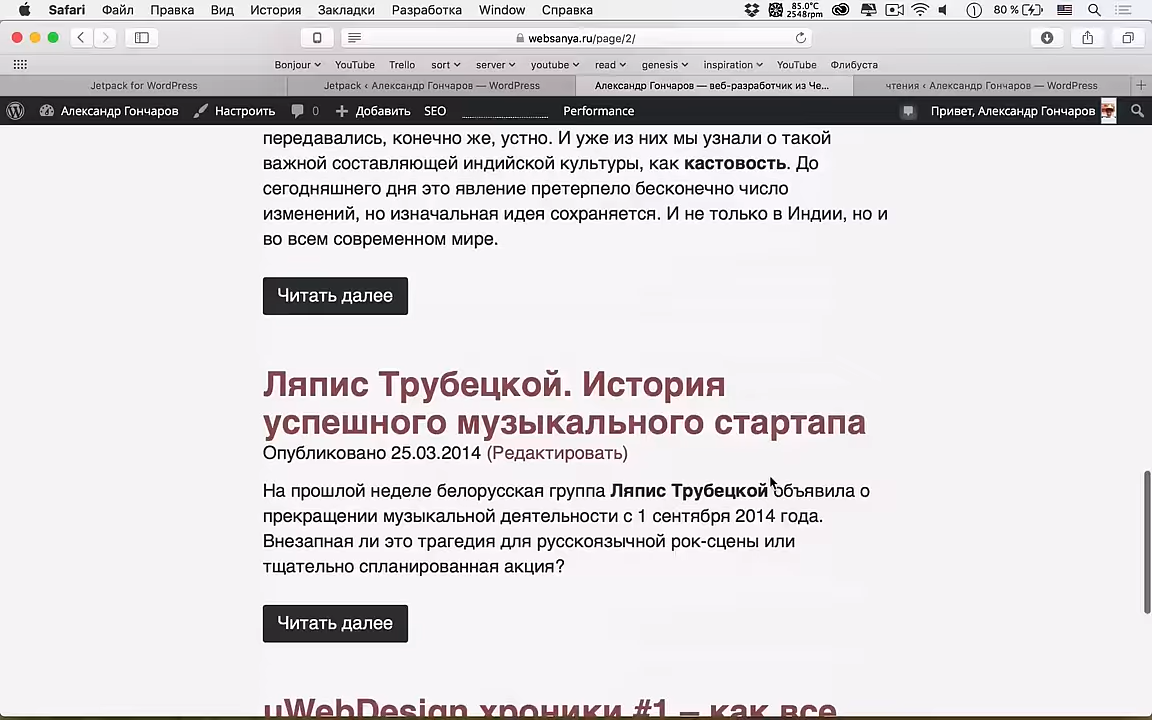 Safari Файл Правка Вид История Закладки Разработка Window Справка 85.0°C 2548rpm 80 %
websanya.ru/page/2/
Bonjour YouTube Trello sort server youtube read genesis inspiration YouTube Флибуста
Jetpack for WordPress Jetpack ‹ Александр Гончаров — WordPress Александр Гончаров — веб-разработчик из Че... чтения ‹ Александр Гончаров — WordPress
Александр Гончаров Настроить 0 Добавить SEO Performance Привет, Александр Гончаров
передавались, конечно же, устно. И уже из них мы узнали о такой
важной составляющей индийской культуры, как кастовость. До
сегодняшнего дня это явление претерпело бесконечно число
изменений, но изначальная идея сохраняется. И не только в Индии, но и
во всем современном мире.
Читать далее
Ляпис Трубецкой. История
успешного музыкального стартапа
Опубликовано 25.03.2014 (Редактировать)
На прошлой неделе белорусская группа Ляпис Трубецкой объявила о
прекращении музыкальной деятельности с 1 сентября 2014 года.
Внезапная ли это трагедия для русскоязычной рок-сцены или
тщательно спланированная акция?
Читать далее
uWebDesign хроники #1 – как все